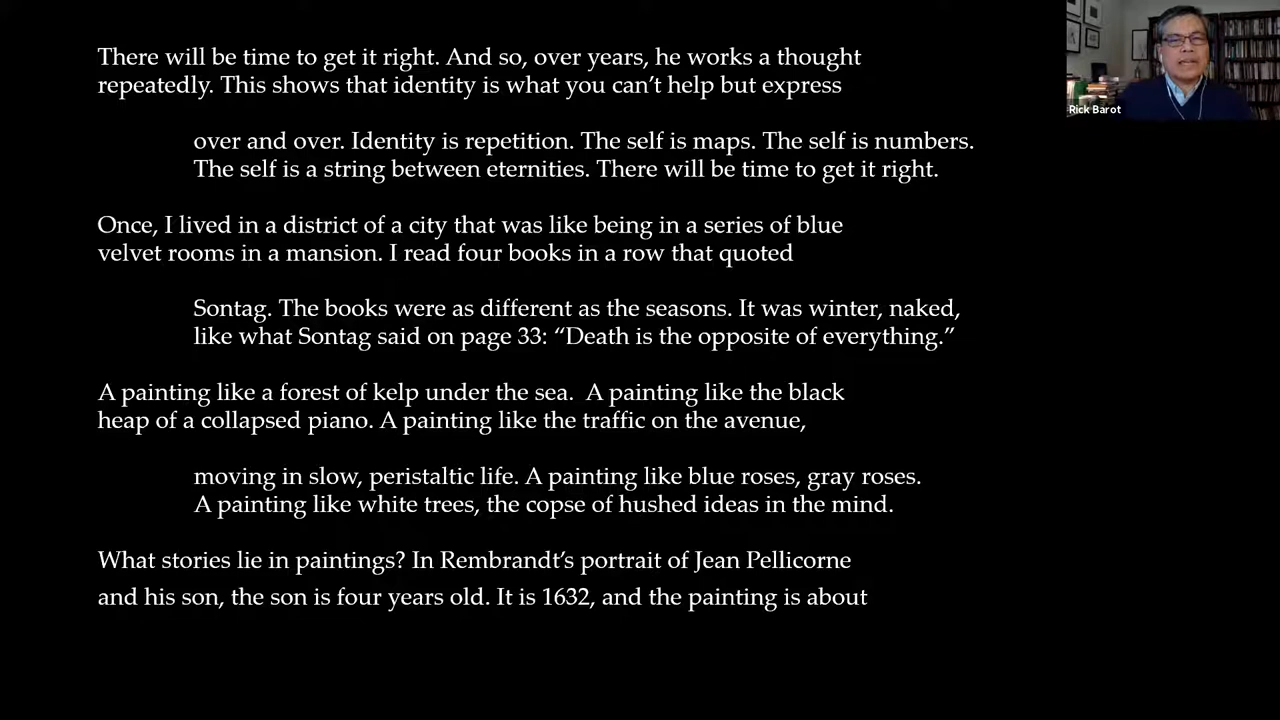 There will be time to get it right. And so, over years, he works a thought
repeatedly. This shows that identity is what you can’t help but express
over and over. Identity is repetition. The self is maps. The self is numbers.
The self is a string between eternities. There will be time to get it right.
Once, I lived in a district of a city that was like being in a series of blue
velvet rooms in a mansion. I read four books in a row that quoted
Sontag. The books were as different as the seasons. It was winter, naked,
like what Sontag said on page 33: “Death is the opposite of everything.”
A painting like a forest of kelp under the sea.  A painting like the black
heap of a collapsed piano. A painting like the traffic on the avenue,
moving in slow, peristaltic life. A painting like blue roses, gray roses.
A painting like white trees, the copse of hushed ideas in the mind.
What stories lie in paintings? In Rembrandt’s portrait of Jean Pellicorne
and his son, the son is four years old. It is 1632, and the painting is about
Rick Barot